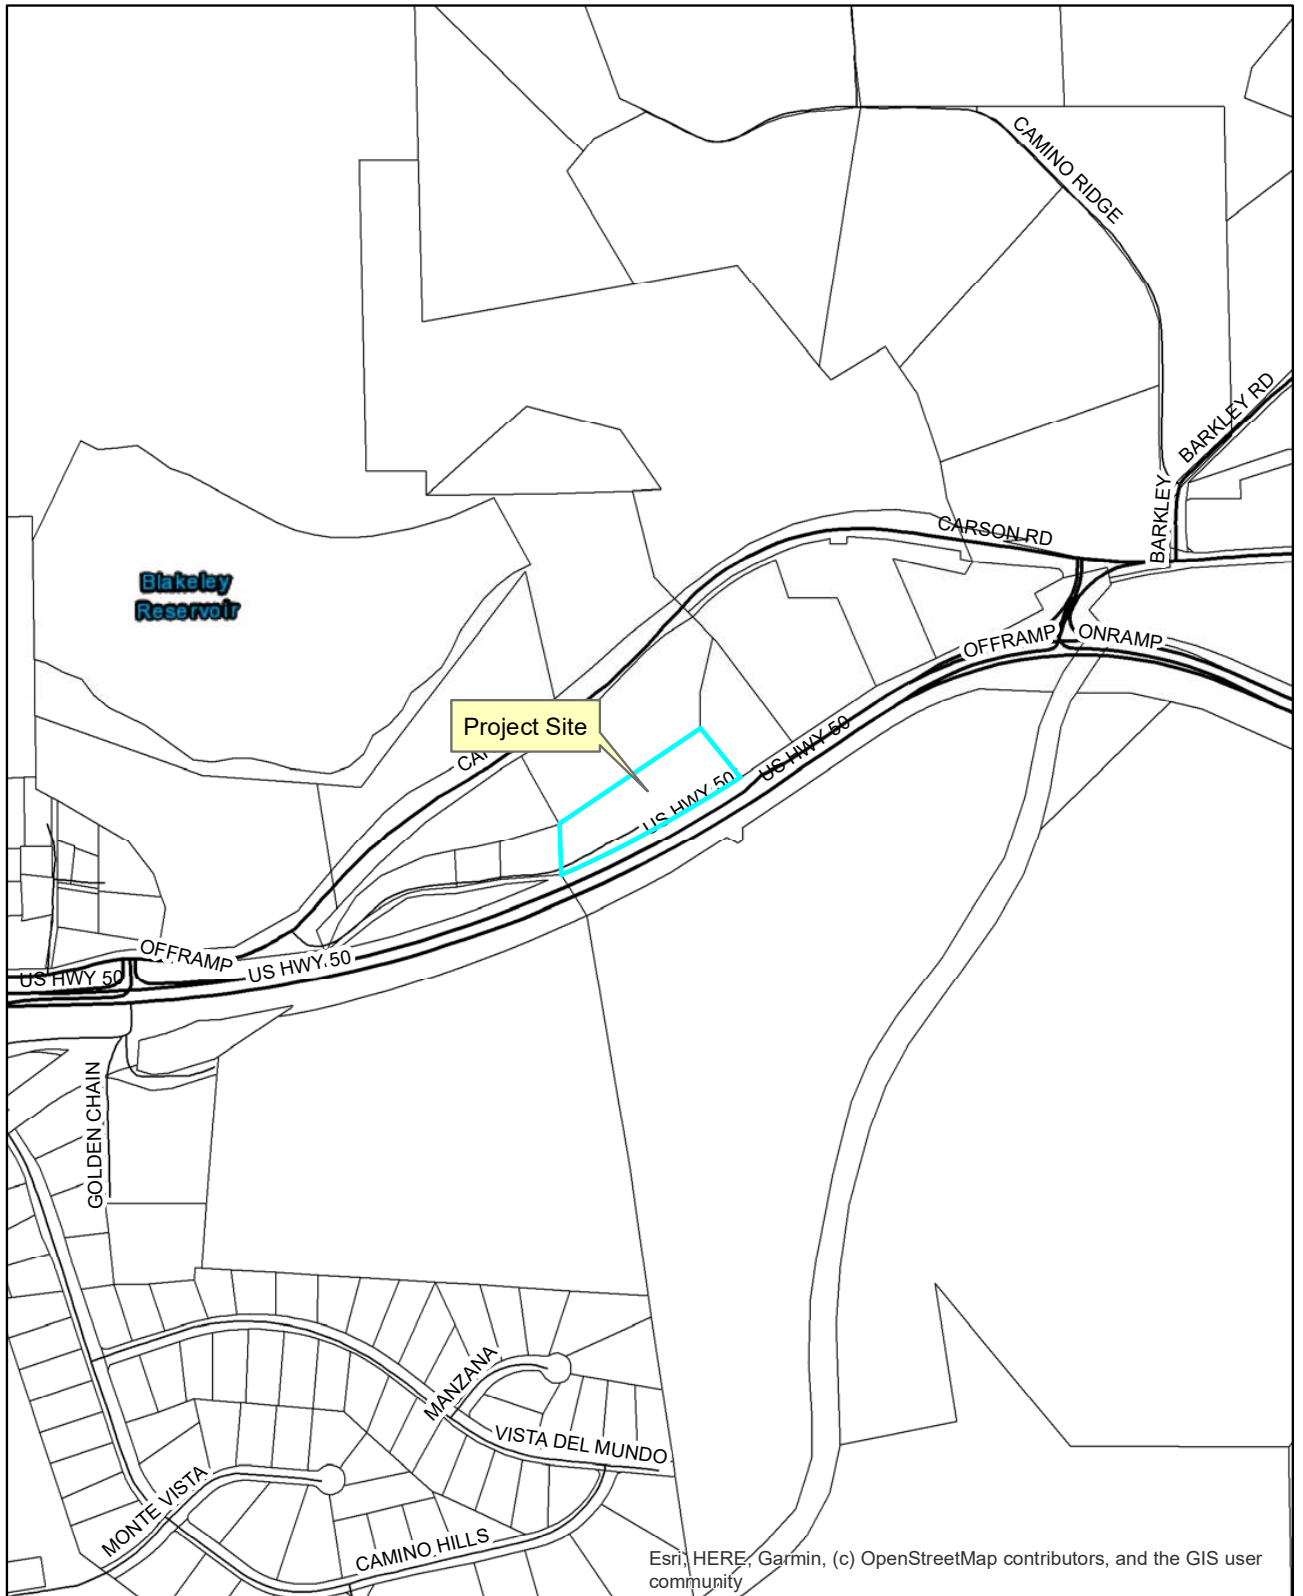 CAMINO RIDGE
BARKLEY RD
BARKLEY
CARSON RD
Blakeley
Reservoir
OFFRAMP
ONRAMP
Project Site
US HWY 50
US HWY 50
OFFRAMP
US HWY 50
US HWY 50
GOLDEN CHAIN
MANZANA
VISTA DEL MUNDO
MONTE VISTA
CAMINO HILLS
Esri, HERE, Garmin, (c) OpenStreetMap contributors, and the GIS user
community